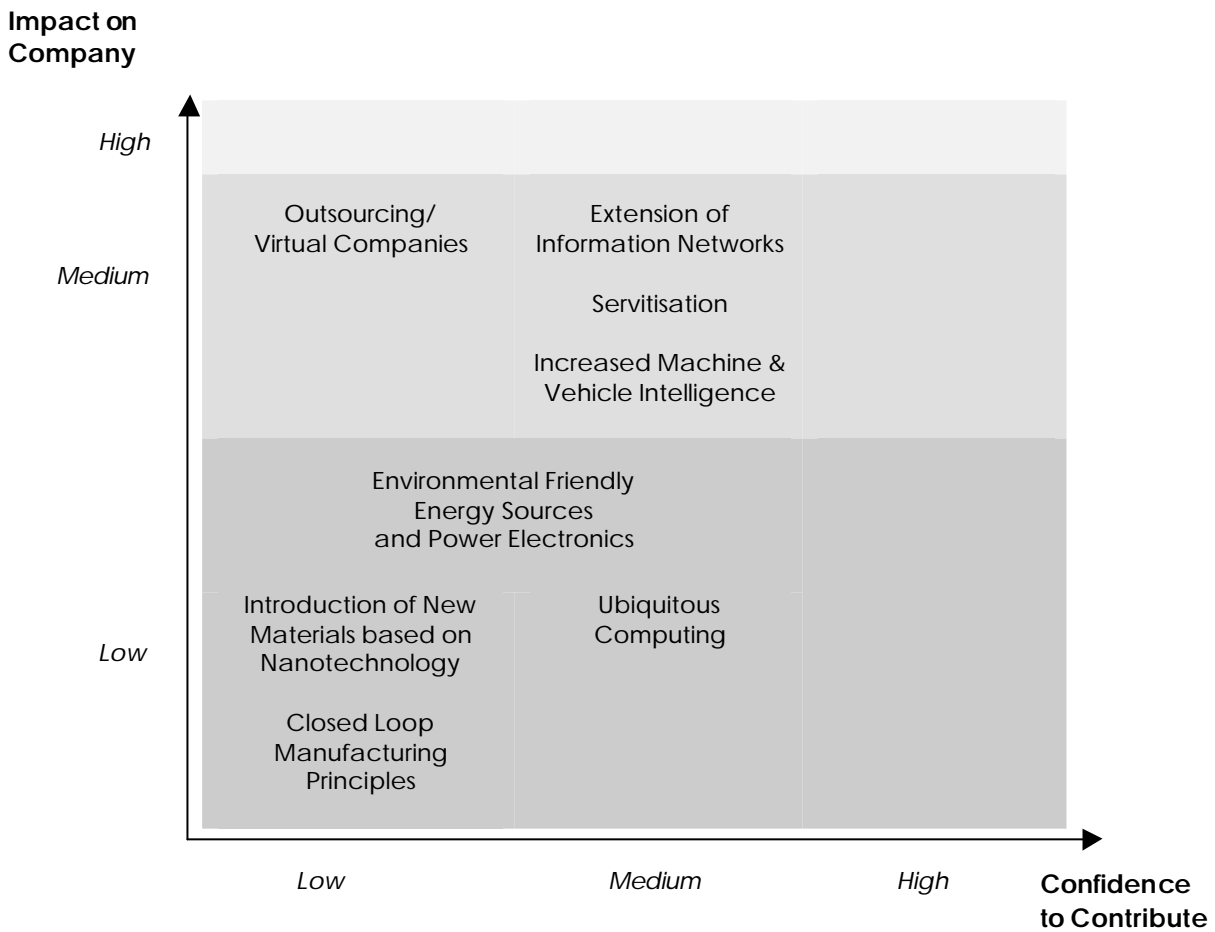 Impact on
Company
High
Outsourcing/
Virtual Companies
Extension of
Information Networks
Medium
Servitisation
Increased Machine &
Vehicle Intelligence
Environmental Friendly
Energy Sources
and Power Electronics
Introduction of New
Materials based on
Nanotechnology
Ubiquitous
Computing
Low
Closed Loop
Manufacturing
Principles
Low
Medium
High
Confidence
to Contribute